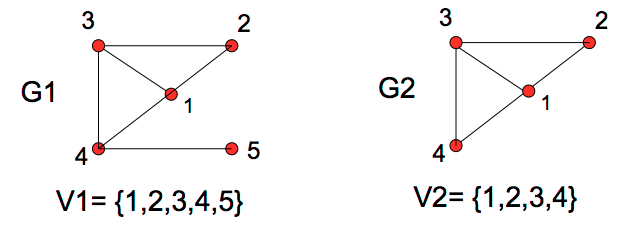 3 2
G1
1
4 5
V1= {1,2,3,4,5}
3 2
G2
1
4
V2= {1,2,3,4}